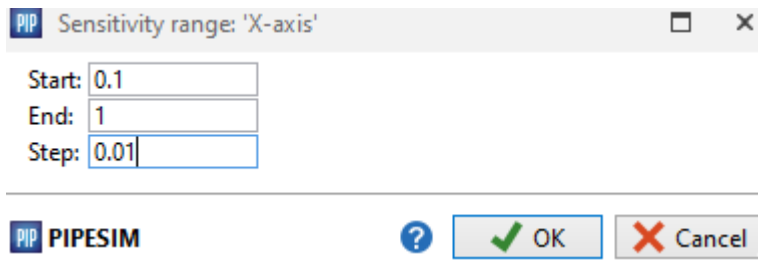 PIP Sensitivity range: 'X-axis'
Start: 0.1
End: 1
Step: 0.01
PIP PIPESIM ? OK Cancel